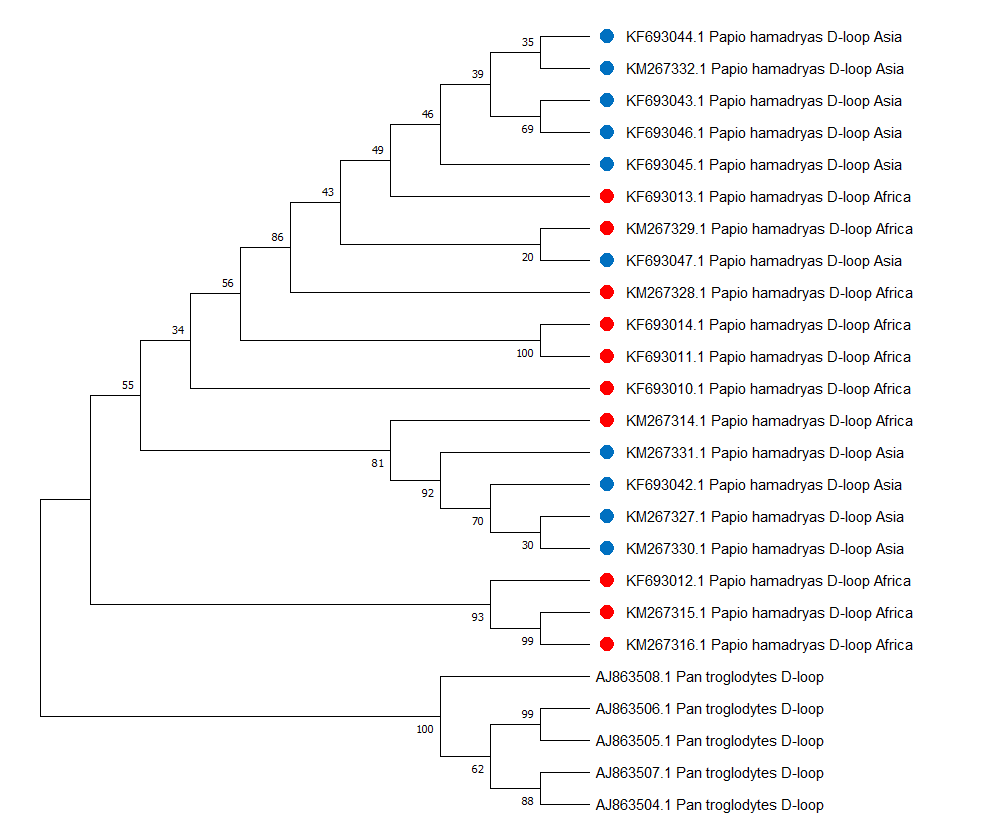 35
KF693044.1 Papio hamadryas D-loop Asia
KM267332.1 Papio hamadryas D-loop Asia
39
KF693043.1 Papio hamadryas D-loop Asia
69
KF693046.1 Papio hamadryas D-loop Asia
46
KF693045.1 Papio hamadryas D-loop Asia
49
KF693013.1 Papio hamadryas D-loop Africa
43
KM267329.1 Papio hamadryas D-loop Africa
20
KF693047.1 Papio hamadryas D-loop Asia
86
KM267328.1 Papio hamadryas D-loop Africa
56
KF693014.1 Papio hamadryas D-loop Africa
100
KF693011.1 Papio hamadryas D-loop Africa
34
KF693010.1 Papio hamadryas D-loop Africa
55
KM267314.1 Papio hamadryas D-loop Africa
81
KM267331.1 Papio hamadryas D-loop Asia
92
KF693042.1 Papio hamadryas D-loop Asia
70
KM267327.1 Papio hamadryas D-loop Asia
30
KM267330.1 Papio hamadryas D-loop Asia
KF693012.1 Papio hamadryas D-loop Africa
93
KM267315.1 Papio hamadryas D-loop Africa
99
KM267316.1 Papio hamadryas D-loop Africa
AJ863508.1 Pan troglodytes D-loop
100
AJ863506.1 Pan troglodytes D-loop
99
AJ863505.1 Pan troglodytes D-loop
62
AJ863507.1 Pan troglodytes D-loop
88
AJ863504.1 Pan troglodytes D-loop